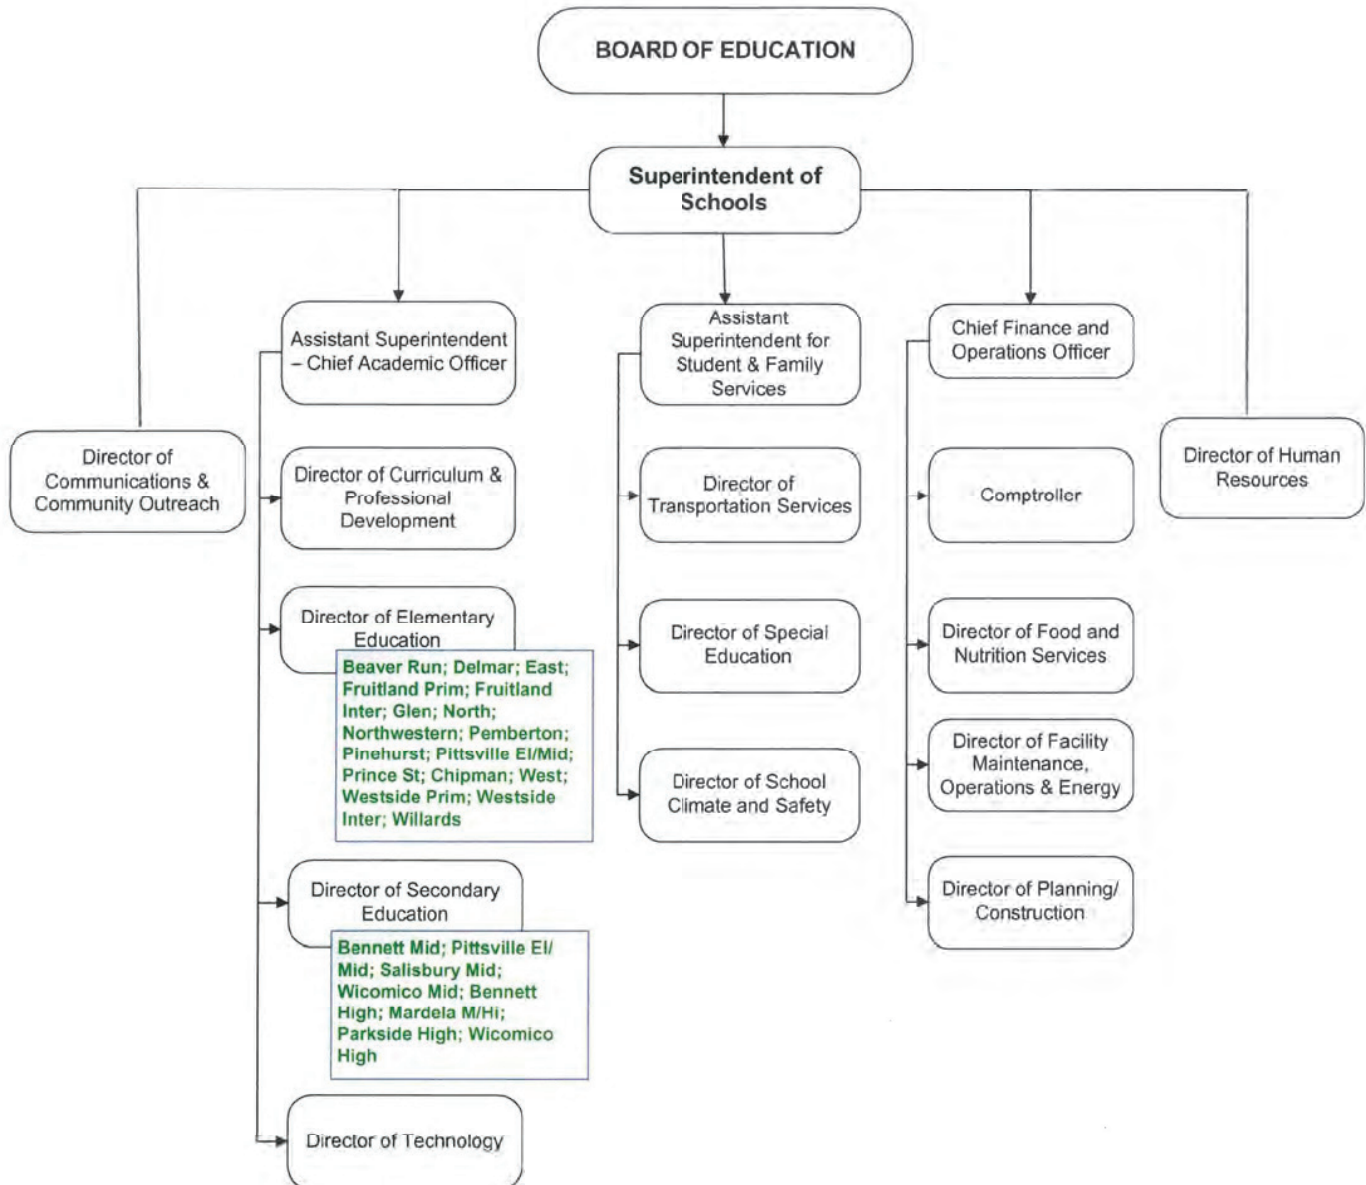 BOARD OF EDUCATION
Superintendent of
Schools
Assistant Superintendent
– Chief Academic Officer
Assistant
Superintendent for
Student & Family
Services
Chief Finance and
Operations Officer
Director of
Communications &
Community Outreach
Director of Human
Resources
Director of Curriculum &
Professional
Development
Director of
Transportation Services
Comptroller
Director of Elementary
Education
Beaver Run; Delmar; East;
Fruitland Prim; Fruitland
Inter; Glen; North;
Northwestern; Pemberton;
Pinehurst; Pittsville El/Mid;
Prince St; Chipman; West;
Westside Prim; Westside
Inter; Willards
Director of Special
Education
Director of Food and
Nutrition Services
Director of School
Climate and Safety
Director of Facility
Maintenance,
Operations & Energy
Director of Secondary
Education
Bennett Mid; Pittsville El/
Mid; Salisbury Mid;
Wicomico Mid; Bennett
High; Mardela M/Hi;
Parkside High; Wicomico
High
Director of Planning/
Construction
Director of Technology